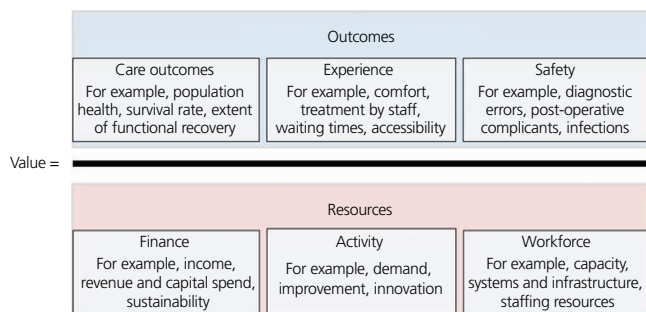 Outcomes
Care outcomes
For example, population
health, survival rate, extent
of functional recovery
Experience
For example, comfort,
treatment by staff,
waiting times, accessibility
Safety
For example, diagnostic
errors, post-operative
complicants, infections
Value =
Resources
Finance
For example, income,
revenue and capital spend,
sustainability
Activity
For example, demand,
improvement, innovation
Workforce
For example, capacity,
systems and infrastructure,
staffing resources